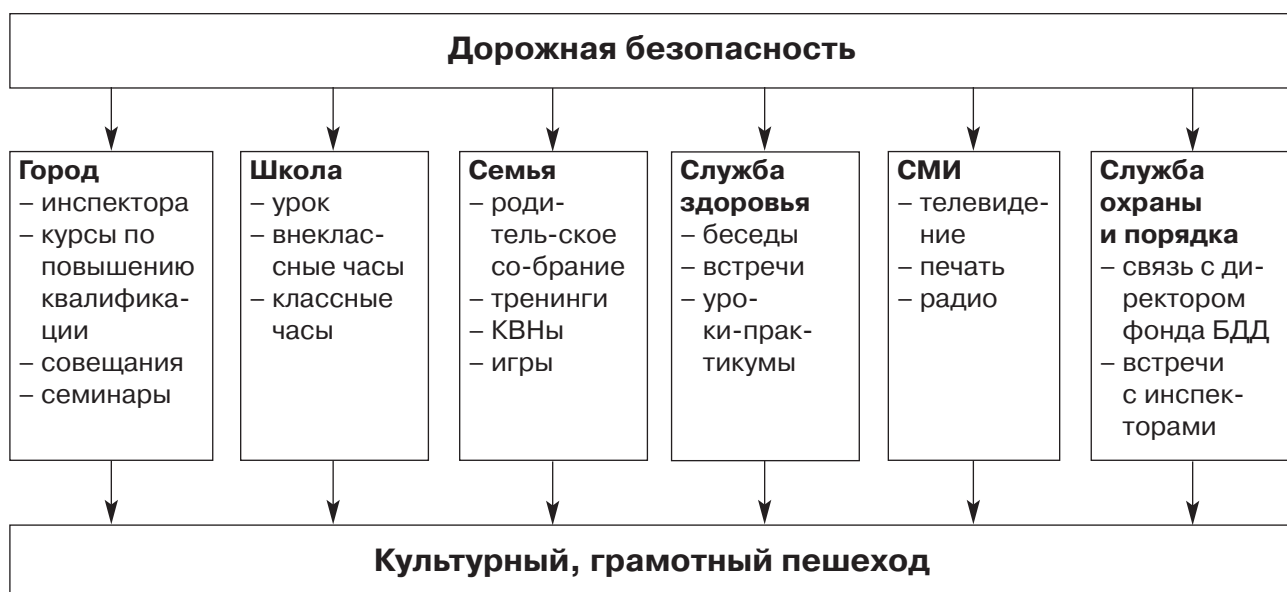 Дорожная безопасность
Город
– инспектора
– курсы по
повышению
квалифика-
ции
– совещания
– семинары
Школа
– урок
– внеклас-
сные часы
– классные
часы
Семья
– роди-
тель-ское
со-брание
– тренинги
– КВНы
– игры
Служба
здоровья
– беседы
– встречи
– уро-
ки-прак-
тикумы
СМИ
– телевиде-
ние
– печать
– радио
Служба
охраны
и порядка
– связь с ди-
ректором
фонда БДД
– встречи
с инспек-
торами
Культурный, грамотный пешеход